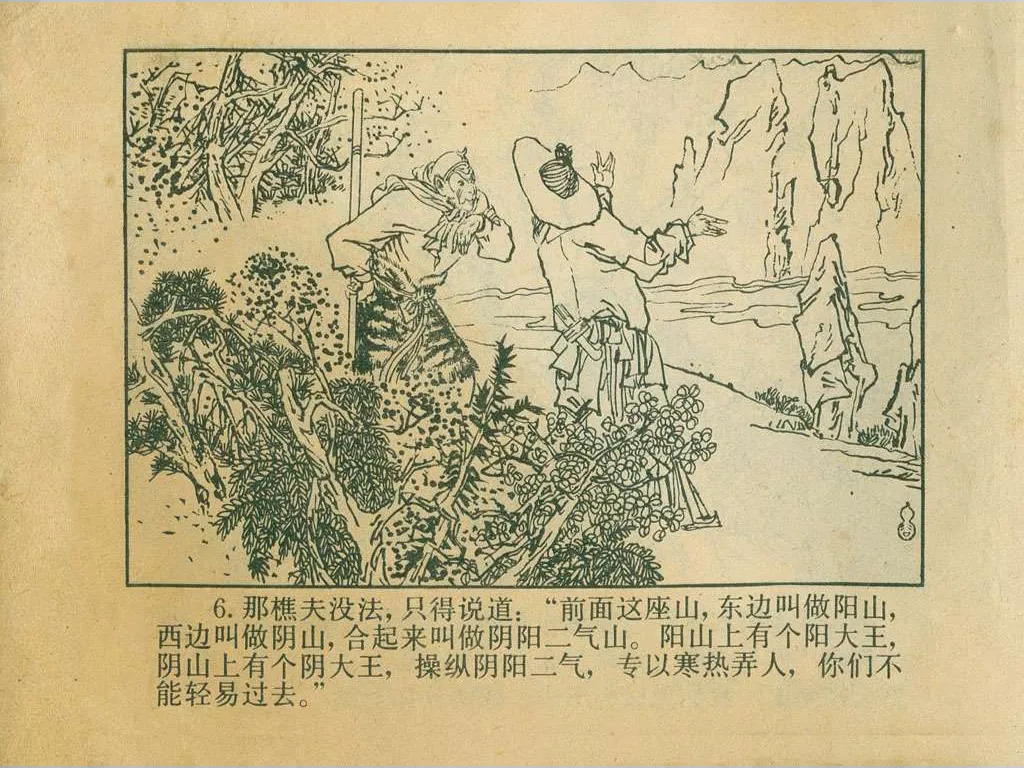 6. 那樵夫没法，只得说道：“前面这座山，东边叫做阳山，
西边叫做阴山，合起来叫做阴阳二气山。阳山上有个阳大王，
阴山上有个阴大王，操纵阴阳二气，专以寒热弄人，你们不
能轻易过去。”